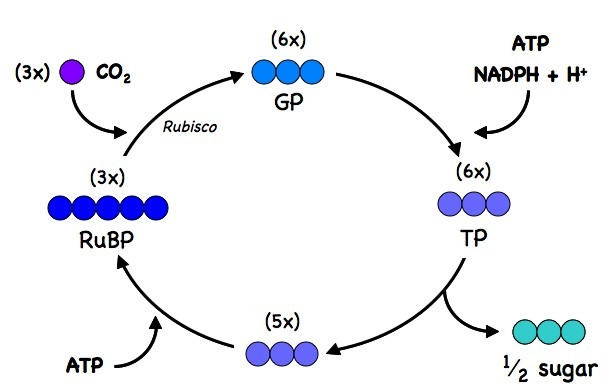 (6x)
GP
(3x) CO₂
ATP
NADPH + H⁺
Rubisco
(3x)
RuBP
(6x)
TP
(5x)
ATP
½ sugar